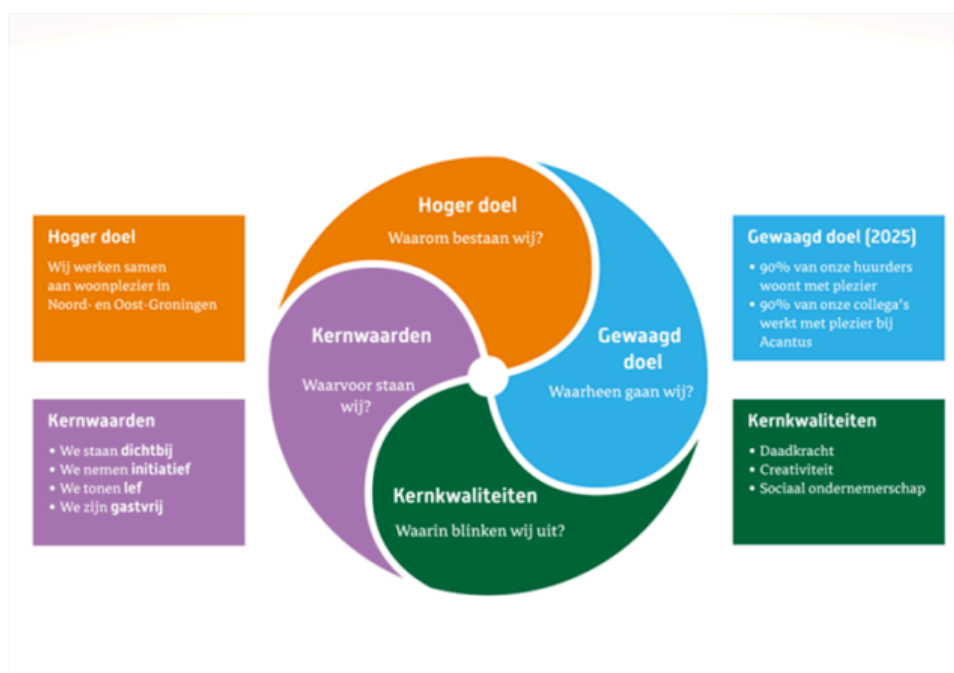 Hoger doel
Wij werken samen
aan woonplezier in
Noord- en Oost-Groningen
Kernwaarden
• We staan dichtbij
• We nemen initiatief
• We tonen lef
• We zijn gastvrij
Hoger doel
Waarom bestaan wij?
Kernwaarden
Waarvoor staan
wij?
Gewaagd
doel
Waarheen gaan wij?
Kernkwaliteiten
Waarin blinken wij uit?
Gewaagd doel (2025)
• 90% van onze huurders
woont met plezier
• 90% van onze collega's
werkt met plezier bij
Acantus
Kernkwaliteiten
• Daadkracht
• Creativiteit
• Sociaal ondernemerschap